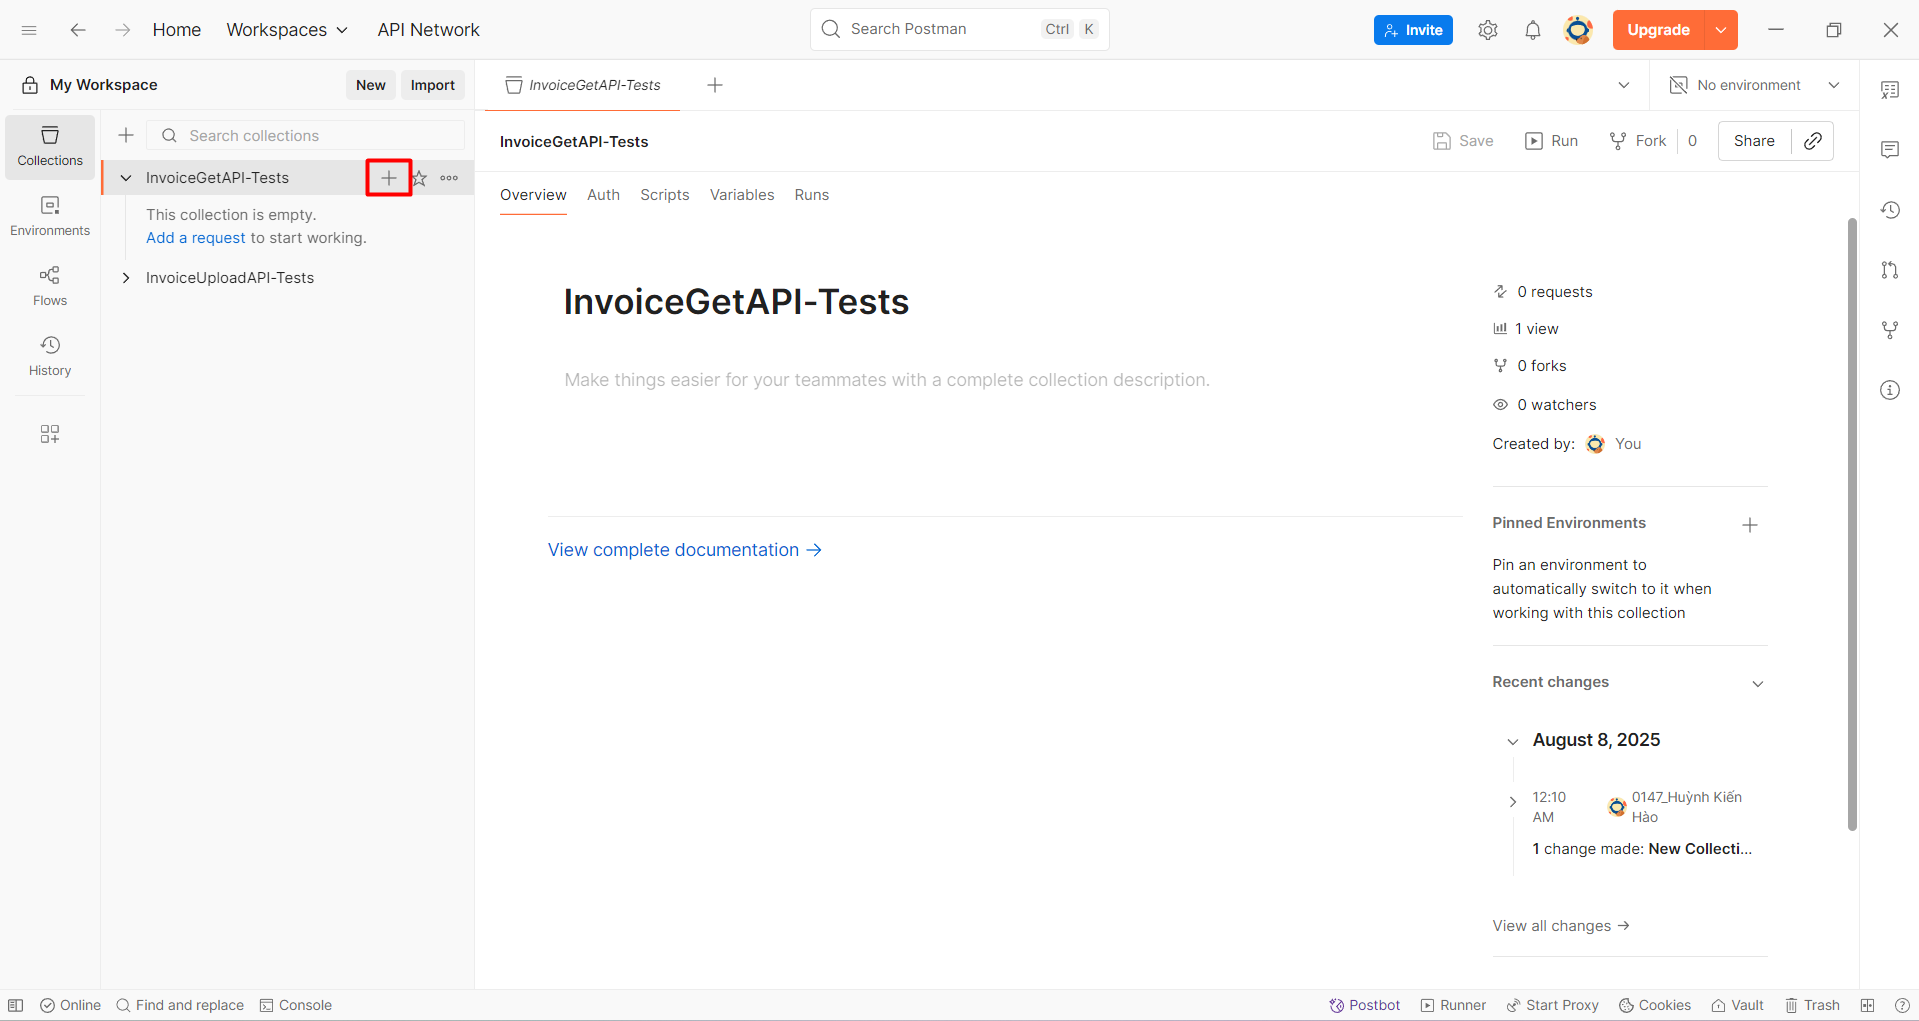 Home
Workspaces
API Network
Search Postman
Ctrl
K
Invite
Upgrade
My Workspace
New
Import
InvoiceGetAPI-Tests
No environment
Collections
Search collections
InvoiceGetAPI-Tests
This collection is empty.
Add a request to start working.
InvoiceUploadAPI-Tests
Environments
Flows
History
InvoiceGetAPI-Tests
Save
Run
Fork
0
Share
Overview
Auth
Scripts
Variables
Runs
InvoiceGetAPI-Tests
Make things easier for your teammates with a complete collection description.
View complete documentation →
0 requests
1 view
0 forks
0 watchers
Created by:
You
Pinned Environments
Pin an environment to
automatically switch to it when
working with this collection
Recent changes
August 8, 2025
12:10
AM
0147_Huỳnh Kiến
Hào
1 change made: New Collecti...
View all changes →
Online
Find and replace
Console
Postbot
Runner
Start Proxy
Cookies
Vault
Trash